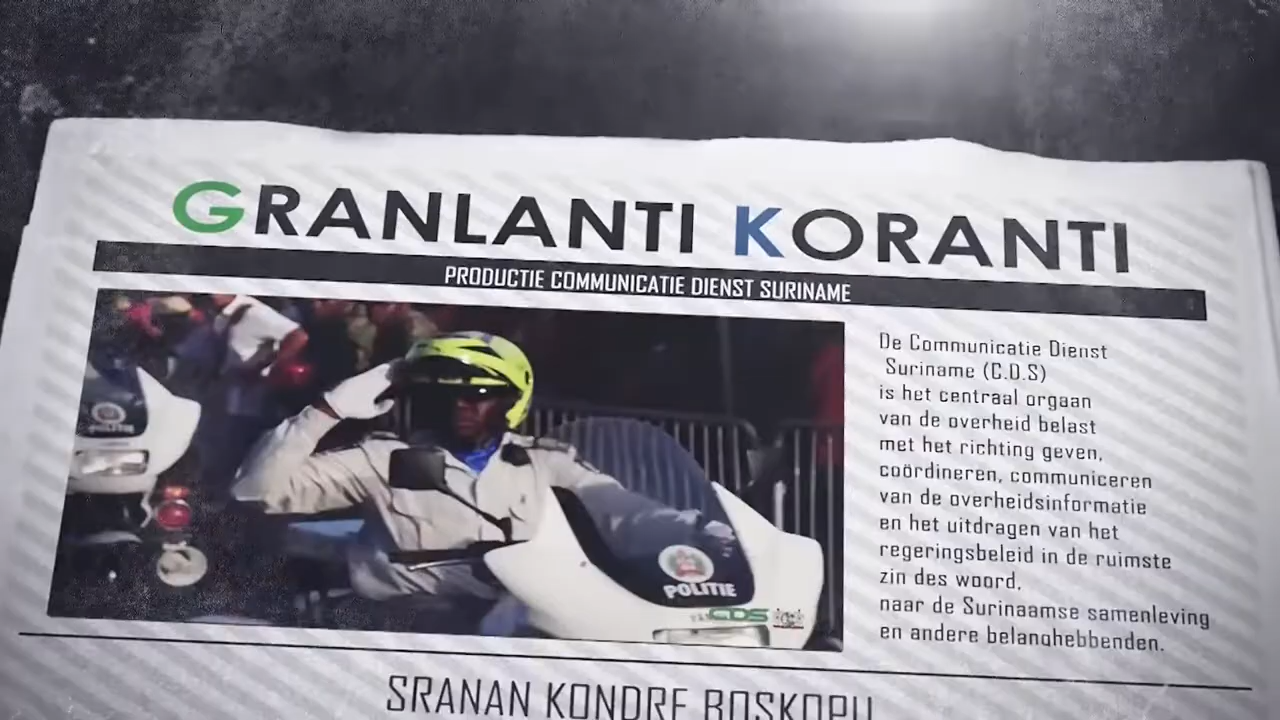 GRANLANTI KORANTI
PRODUCTIE COMMUNICATIE DIENST SURINAME
De Communicatie Dienst
Suriname (C.D.S)
is het centraal orgaan
van de overheid belast
met het richting geven,
coördineren, communiceren
van de overheidsinformatie
en het uitdragen van het
regeringsbeleid in de ruimste
zin des woord,
naar de Surinaamse samenleving
en andere belanghebbenden.
POLITIE
POLITIE
CDS
SRANAN KONDRE BOSKOPU